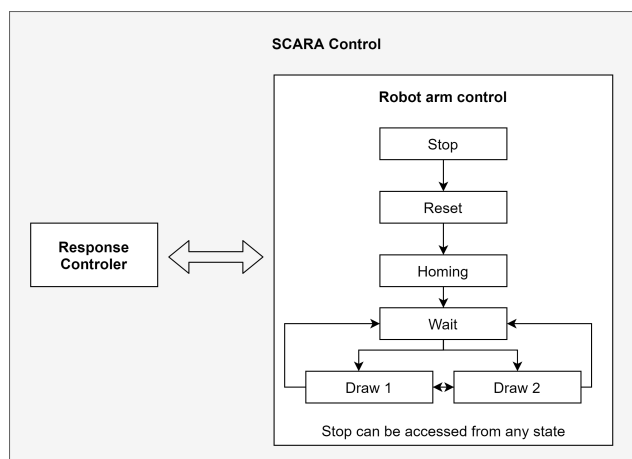 SCARA Control
Robot arm control
Stop
Reset
Response
Controler
Homing
Wait
Draw 1
Draw 2
Stop can be accessed from any state